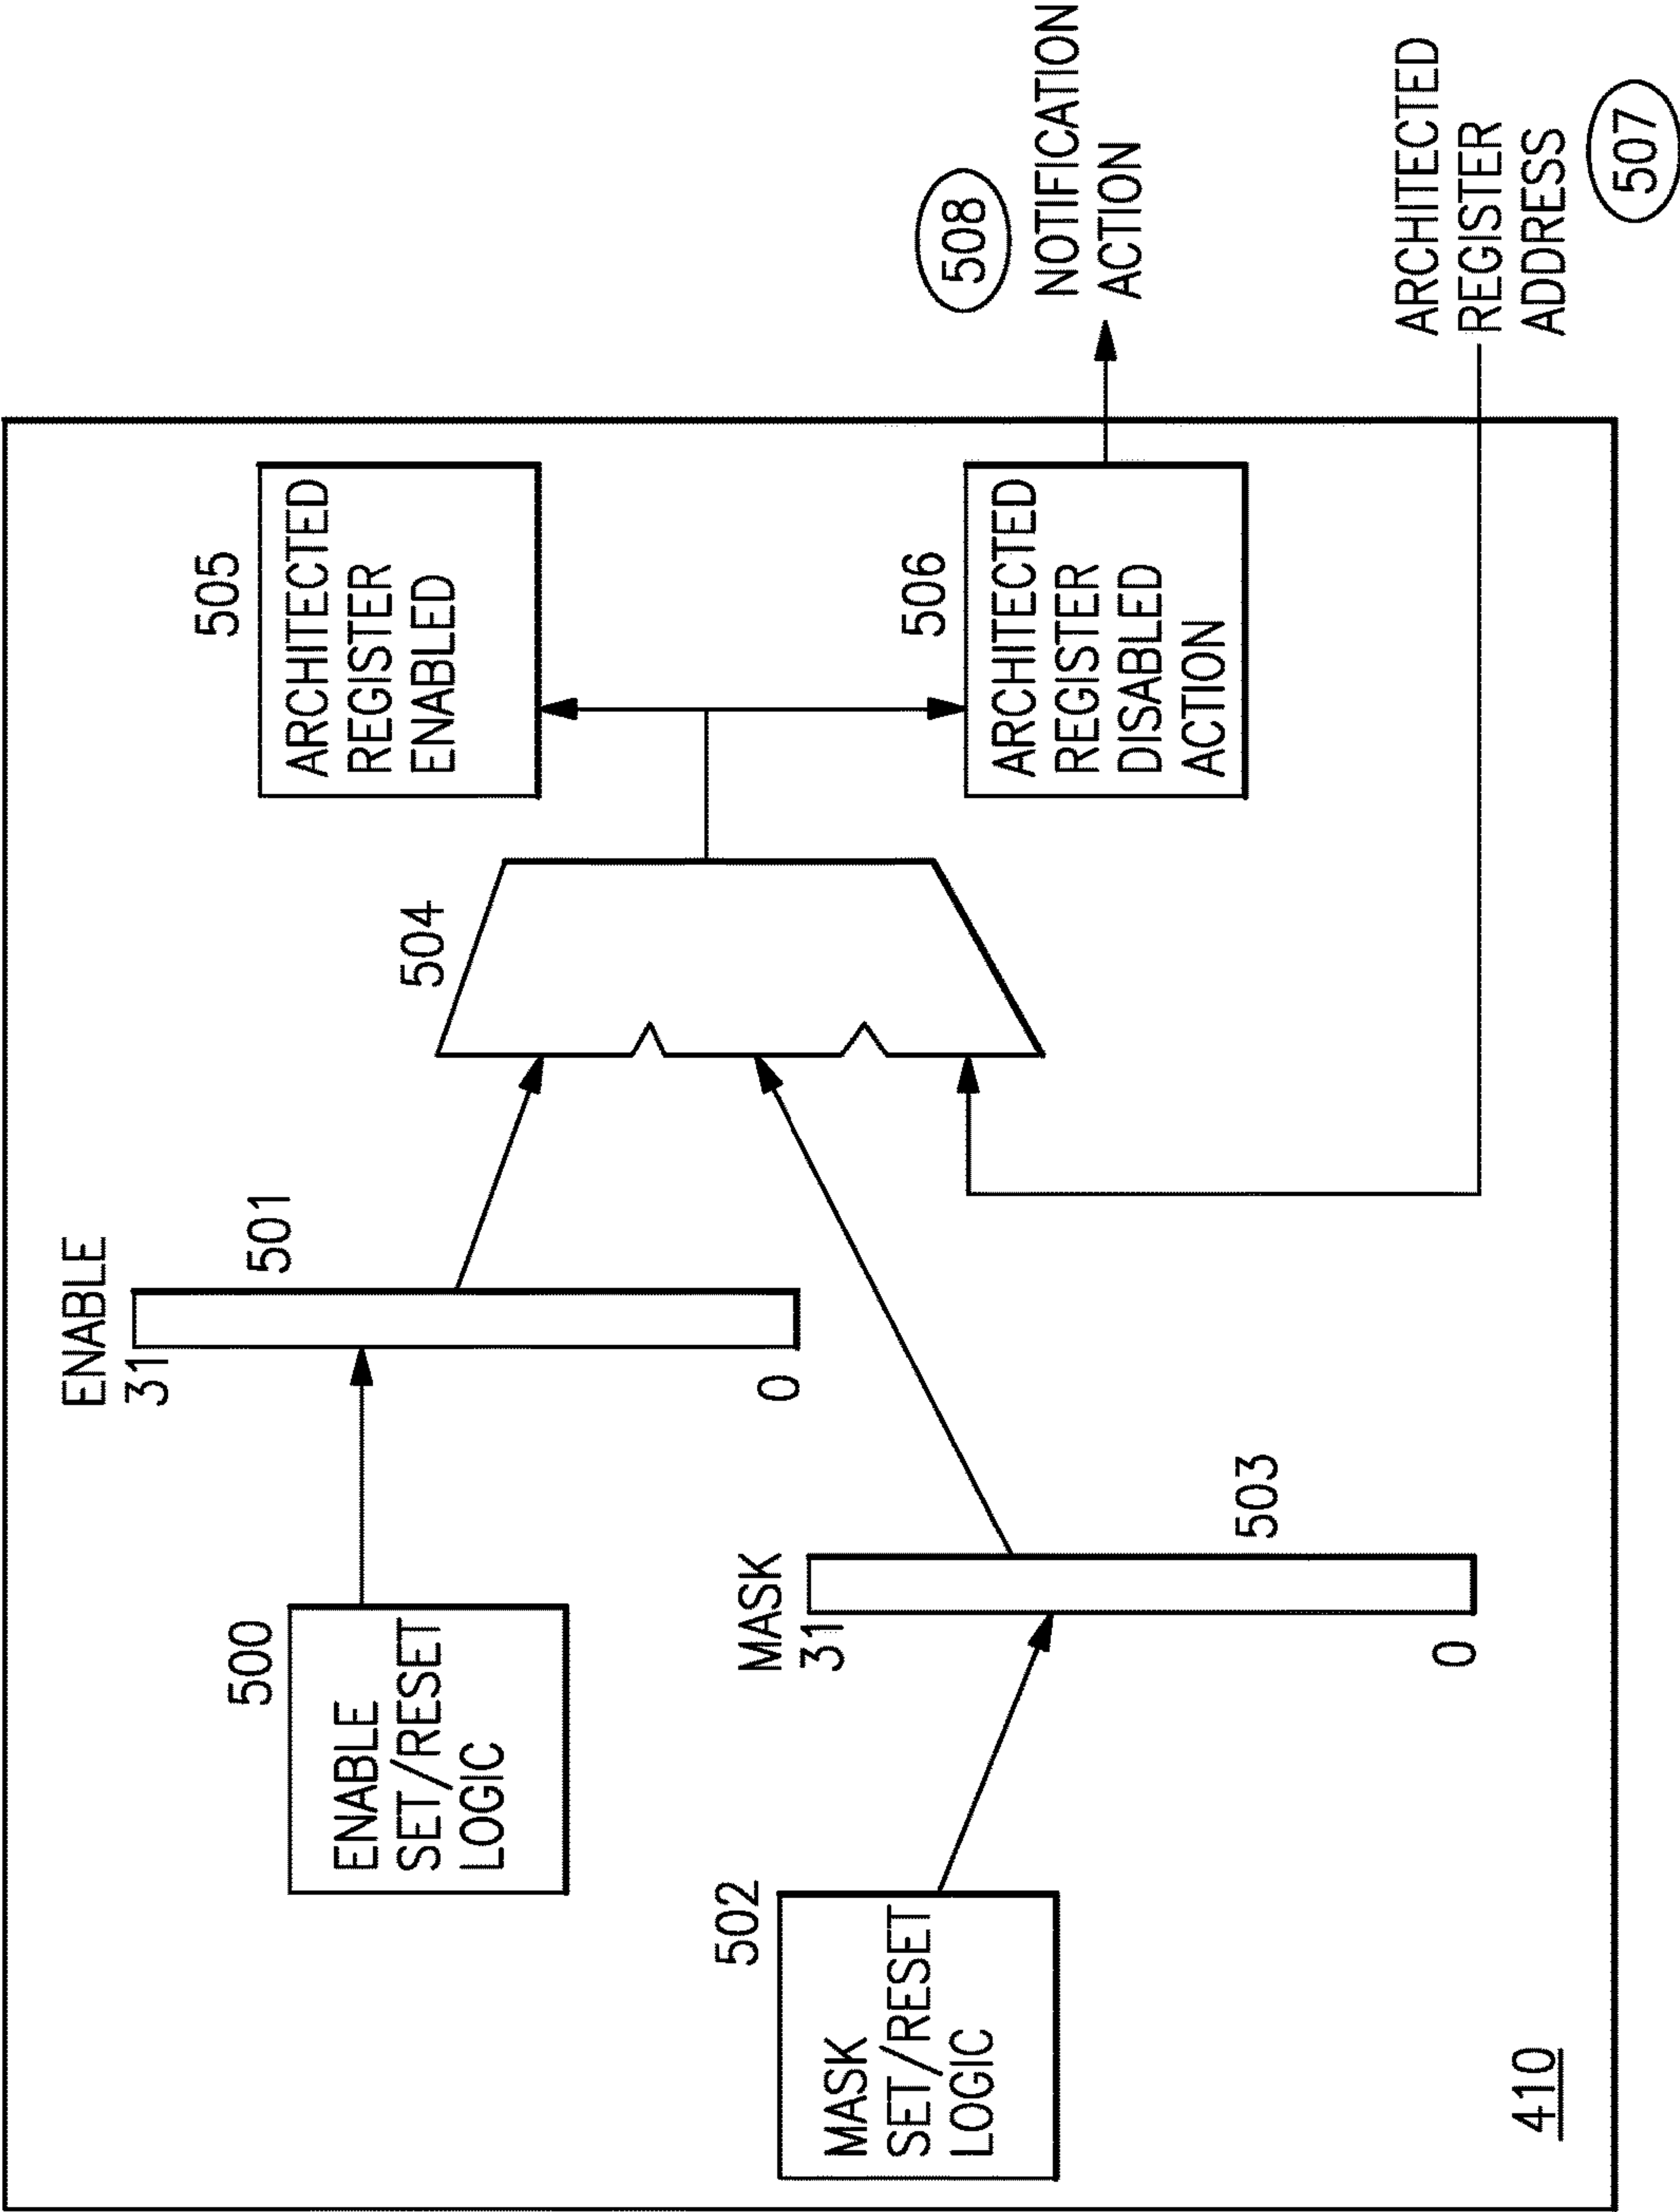 ENABLE
31
501
0
500
ENABLE
SET/RESET
LOGIC
502
MASK
SET/RESET
LOGIC
MASK
31
503
0
504
505
ARCHITECTED
REGISTER
ENABLED
506
ARCHITECTED
REGISTER
DISABLED
ACTION
508
NOTIFICATION
ACTION
ARCHITECTED
REGISTER
ADDRESS
507
410